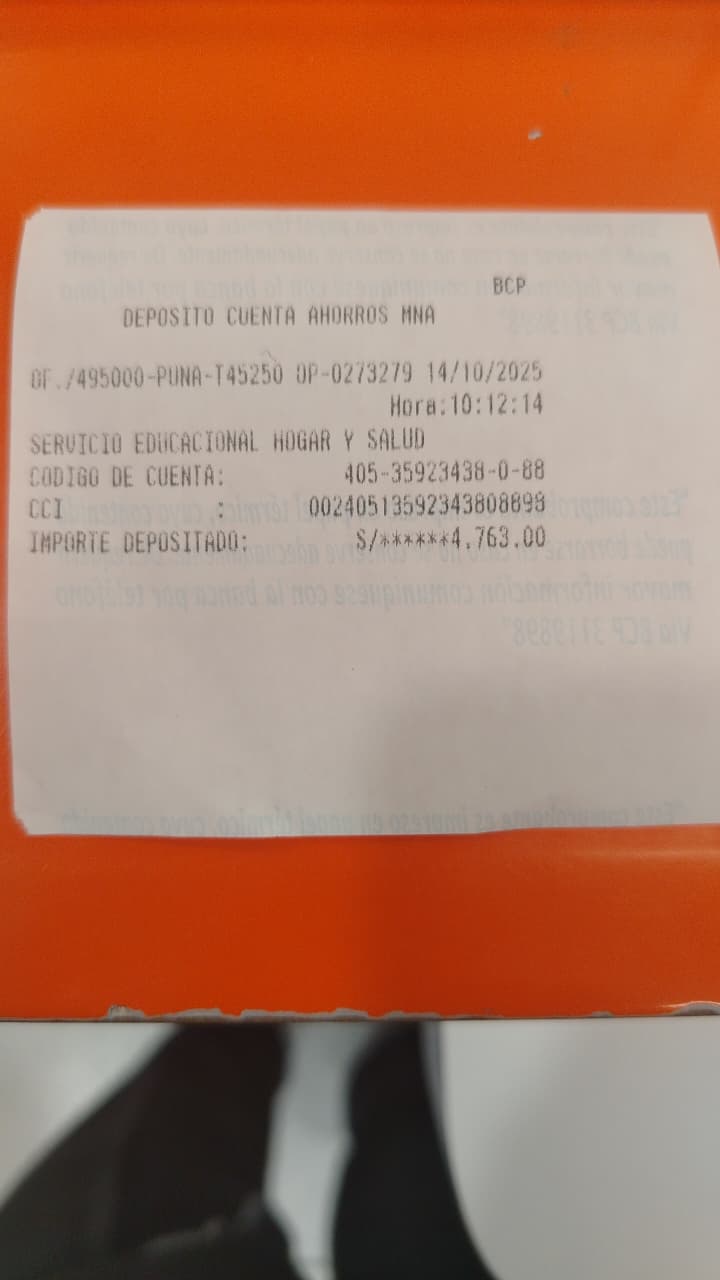 BCP
DEPOSITO CUENTA AHORROS MNA
OF./495000-PUNA-T45250 OP-0273279 14/10/2025
Hora:10:12:14
SERVICIO EDUCACIONAL HOGAR Y SALUD
CODIGO DE CUENTA: 405-35923438-0-88
CCI : 00240513592343808898
IMPORTE DEPOSITADO: S/******4,763.00